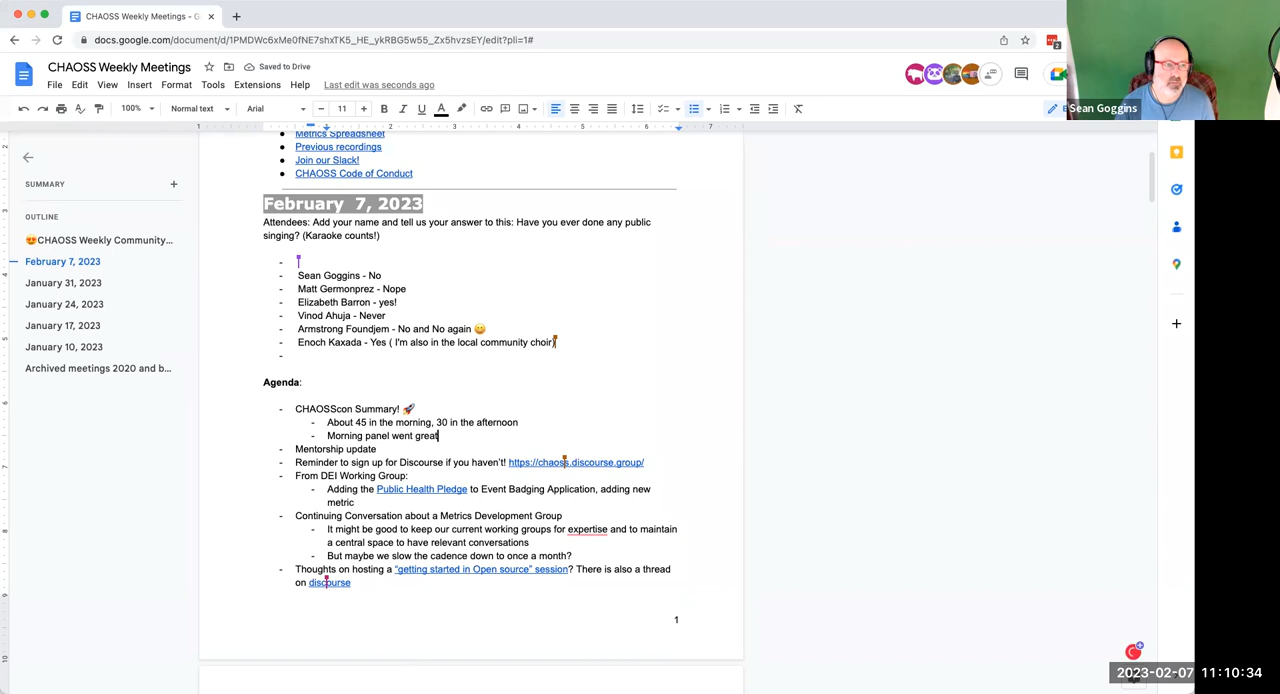 CHAOSS Weekly Meetings - G
docs.google.com/document/d/1PMDWc6xMe0fNE7shxTK5_HE_ykRBG5w55_Zx5hvzsEY/edit?pli=1#
2
CHAOSS Weekly Meetings
Saved to Drive
File Edit View Insert Format Tools Extensions Help Last edit was seconds ago
100% Normal text Arial 11 B I U A
Sean Goggins
1 1 2 3 4 5 6 7
Metrics Spreadsheet
Previous recordings
Join our Slack!
CHAOSS Code of Conduct
SUMMARY
OUTLINE
😍CHAOSS Weekly Community...
February 7, 2023
January 31, 2023
January 24, 2023
January 17, 2023
January 10, 2023
Archived meetings 2020 and b...
February 7, 2023
Attendees: Add your name and tell us your answer to this: Have you ever done any public
singing? (Karaoke counts!)
-
- Sean Goggins - No
- Matt Germonprez - Nope
- Elizabeth Barron - yes!
- Vinod Ahuja - Never
- Armstrong Foundjem - No and No again 😀
- Enoch Kaxada - Yes ( I'm also in the local community choir)
-
Agenda:
- CHAOSScon Summary! 🚀
- About 45 in the morning, 30 in the afternoon
- Morning panel went great
- Mentorship update
- Reminder to sign up for Discourse if you haven't! https://chaoss.discourse.group/
- From DEI Working Group:
- Adding the Public Health Pledge to Event Badging Application, adding new
metric
- Continuing Conversation about a Metrics Development Group
- It might be good to keep our current working groups for expertise and to maintain
a central space to have relevant conversations
- But maybe we slow the cadence down to once a month?
- Thoughts on hosting a "getting started in Open source" session? There is also a thread
on discourse
1
2023-02-07 11:10:34